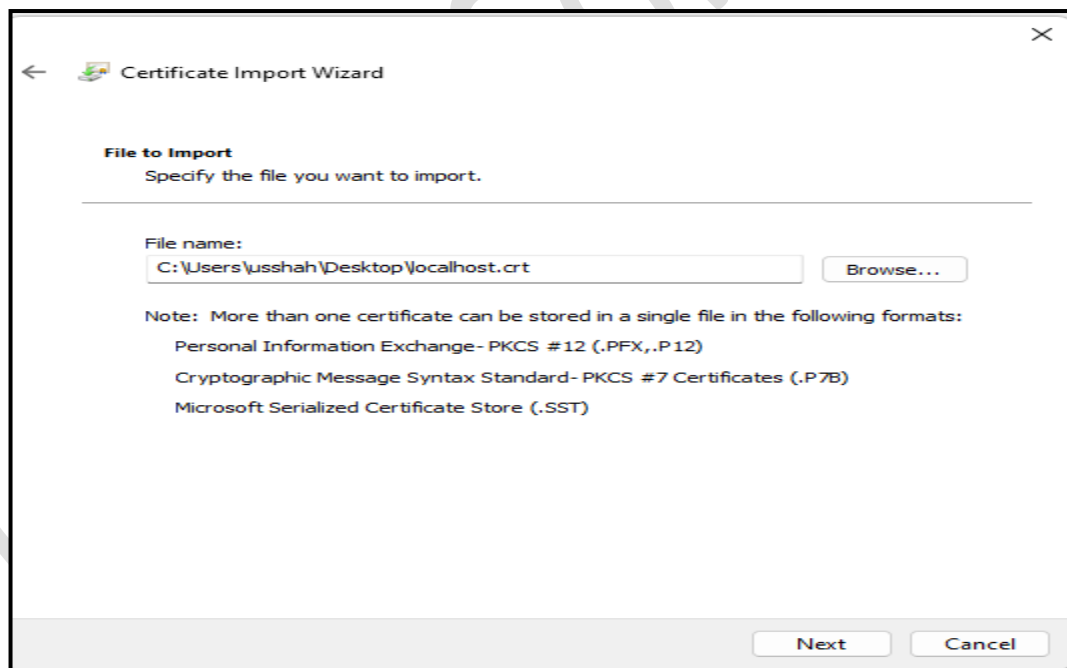 Certificate Import Wizard
File to Import
Specify the file you want to import.
File name:
C:\Users\usshah\Desktop\localhost.crt
Browse...
Note: More than one certificate can be stored in a single file in the following formats:
Personal Information Exchange- PKCS #12 (.PFX,.P12)
Cryptographic Message Syntax Standard- PKCS #7 Certificates (.P7B)
Microsoft Serialized Certificate Store (.SST)
Next
Cancel